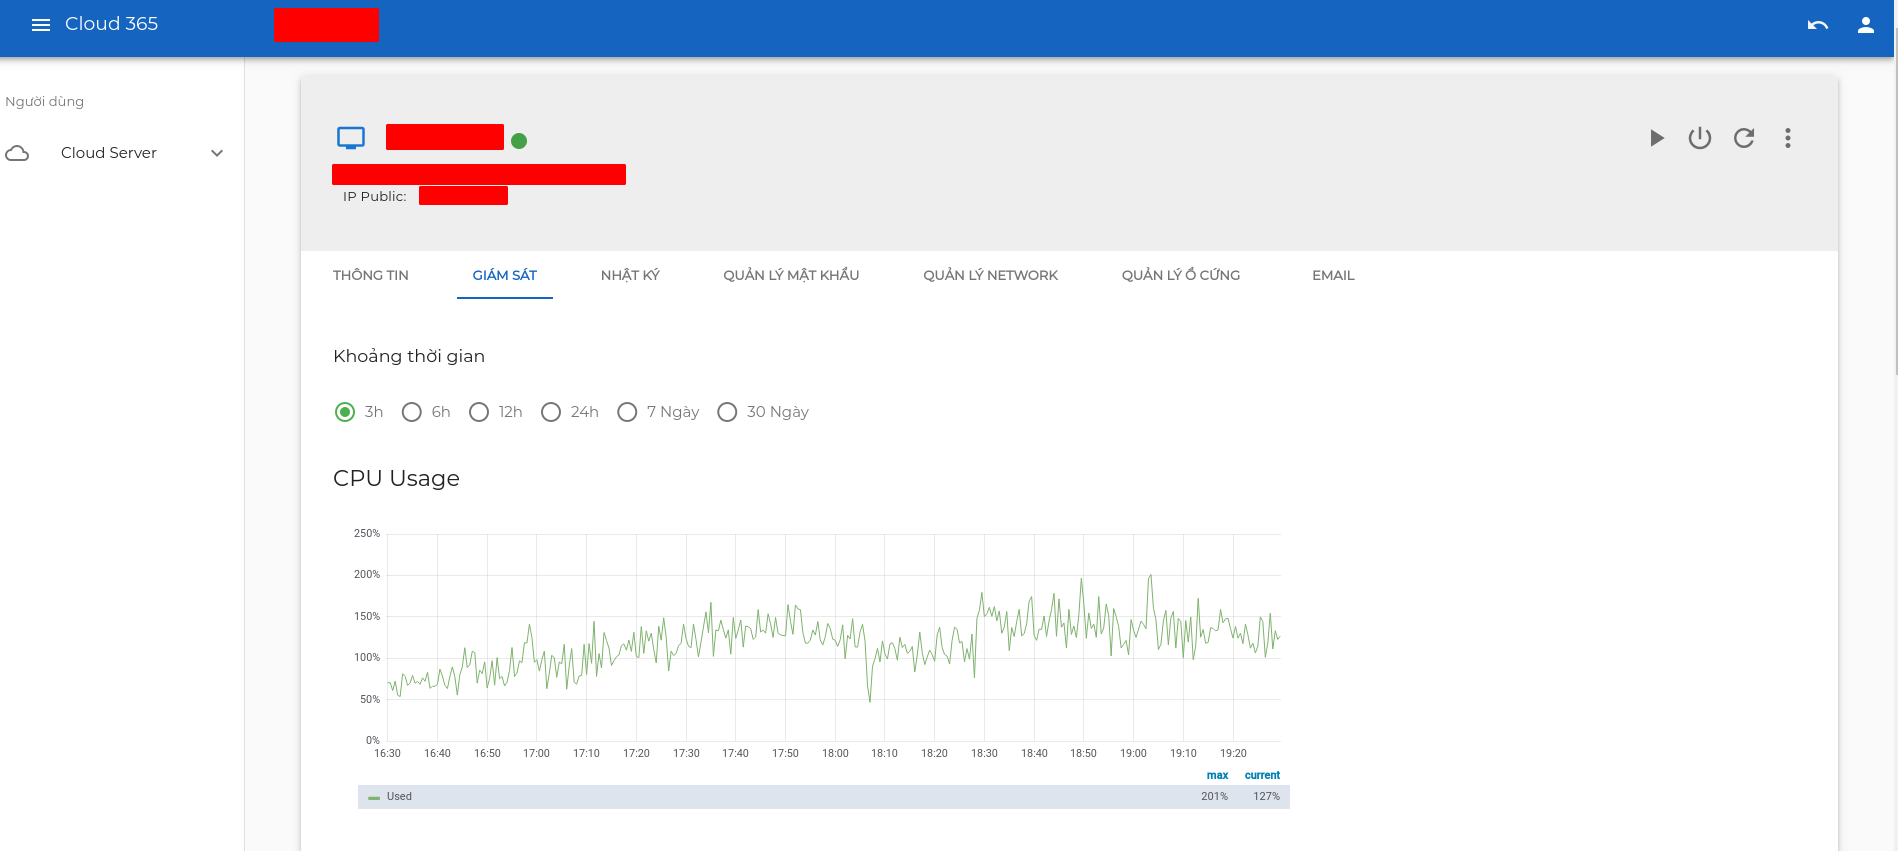 Cloud 365
Người dùng
Cloud Server
IP Public:
THÔNG TIN GIÁM SÁT NHẬT KÝ QUẢN LÝ MẬT KHẨU QUẢN LÝ NETWORK QUẢN LÝ Ổ CỨNG EMAIL
Khoảng thời gian
3h 6h 12h 24h 7 Ngày 30 Ngày
CPU Usage
250%
200%
150%
100%
50%
0%
16:30 16:40 16:50 17:00 17:10 17:20 17:30 17:40 17:50 18:00 18:10 18:20 18:30 18:40 18:50 19:00 19:10 19:20
max current
Used 201% 127%